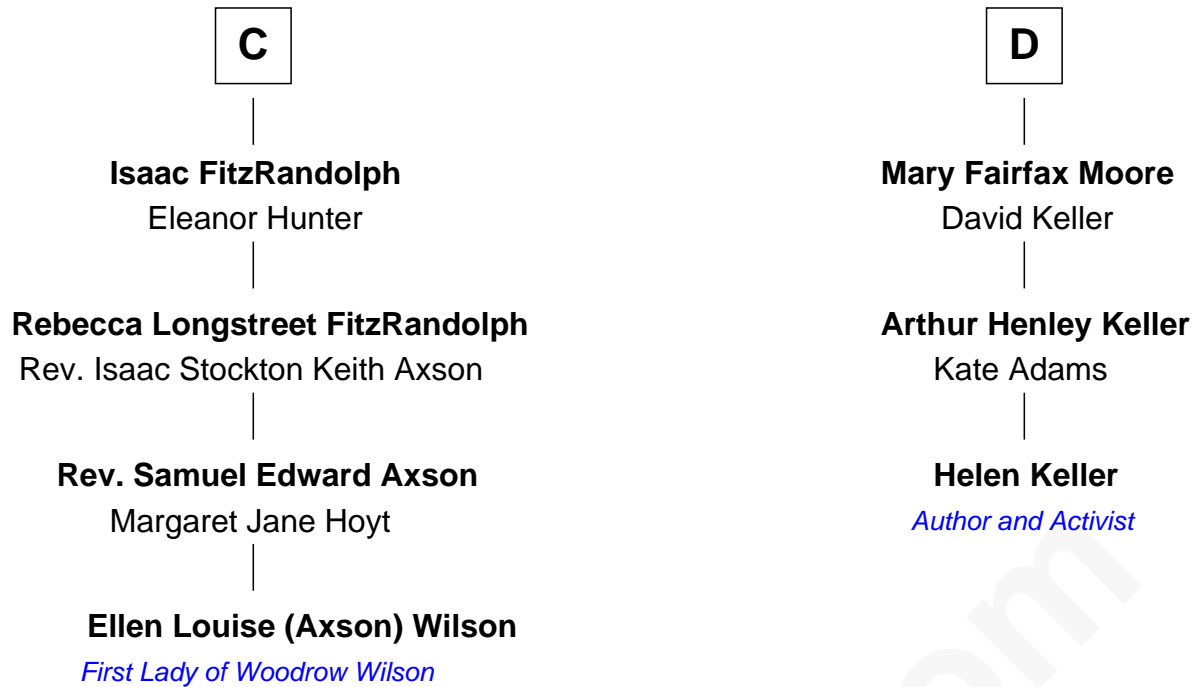 C
Isaac FitzRandolph
Eleanor Hunter
Rebecca Longstreet FitzRandolph
Rev. Isaac Stockton Keith Axson
Rev. Samuel Edward Axson
Margaret Jane Hoyt
Ellen Louise (Axson) Wilson
First Lady of Woodrow Wilson
D
Mary Fairfax Moore
David Keller
Arthur Henley Keller
Kate Adams
Helen Keller
Author and Activist
om